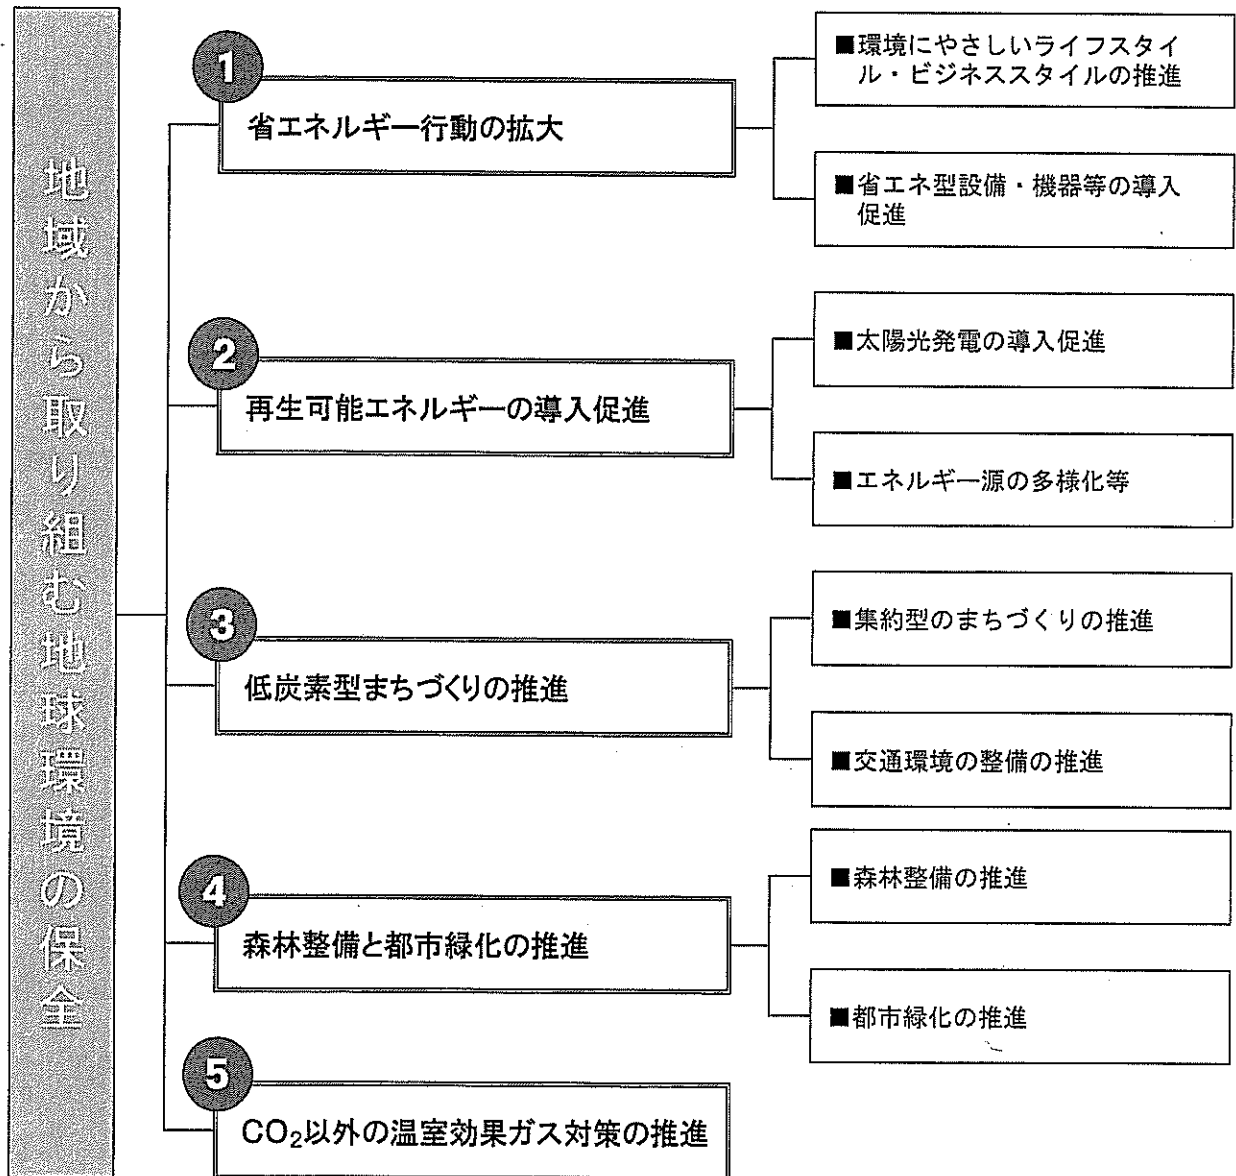 地域から取り組む地球環境の保全
1
省エネルギー行動の拡大
■環境にやさしいライフスタイ
ル・ビジネススタイルの推進
■省エネ型設備・機器等の導入
促進
2
再生可能エネルギーの導入促進
■太陽光発電の導入促進
■エネルギー源の多様化等
3
低炭素型まちづくりの推進
■集約型のまちづくりの推進
■交通環境の整備の推進
4
森林整備と都市緑化の推進
■森林整備の推進
■都市緑化の推進
5
CO₂以外の温室効果ガス対策の推進